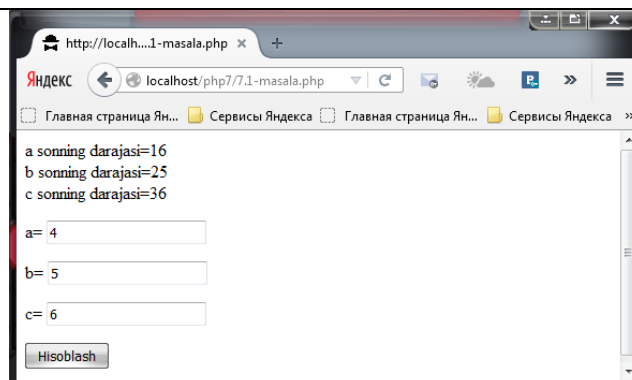 http://localh....1-masala.php
Яндекс localhost/php7/7.1-masala.php
Главная страница Ян... Сервисы Яндекса Главная страница Ян... Сервисы Яндекса »
a sonning darajasi=16
b sonning darajasi=25
c sonning darajasi=36
a= 4
b= 5
c= 6
Hisoblash